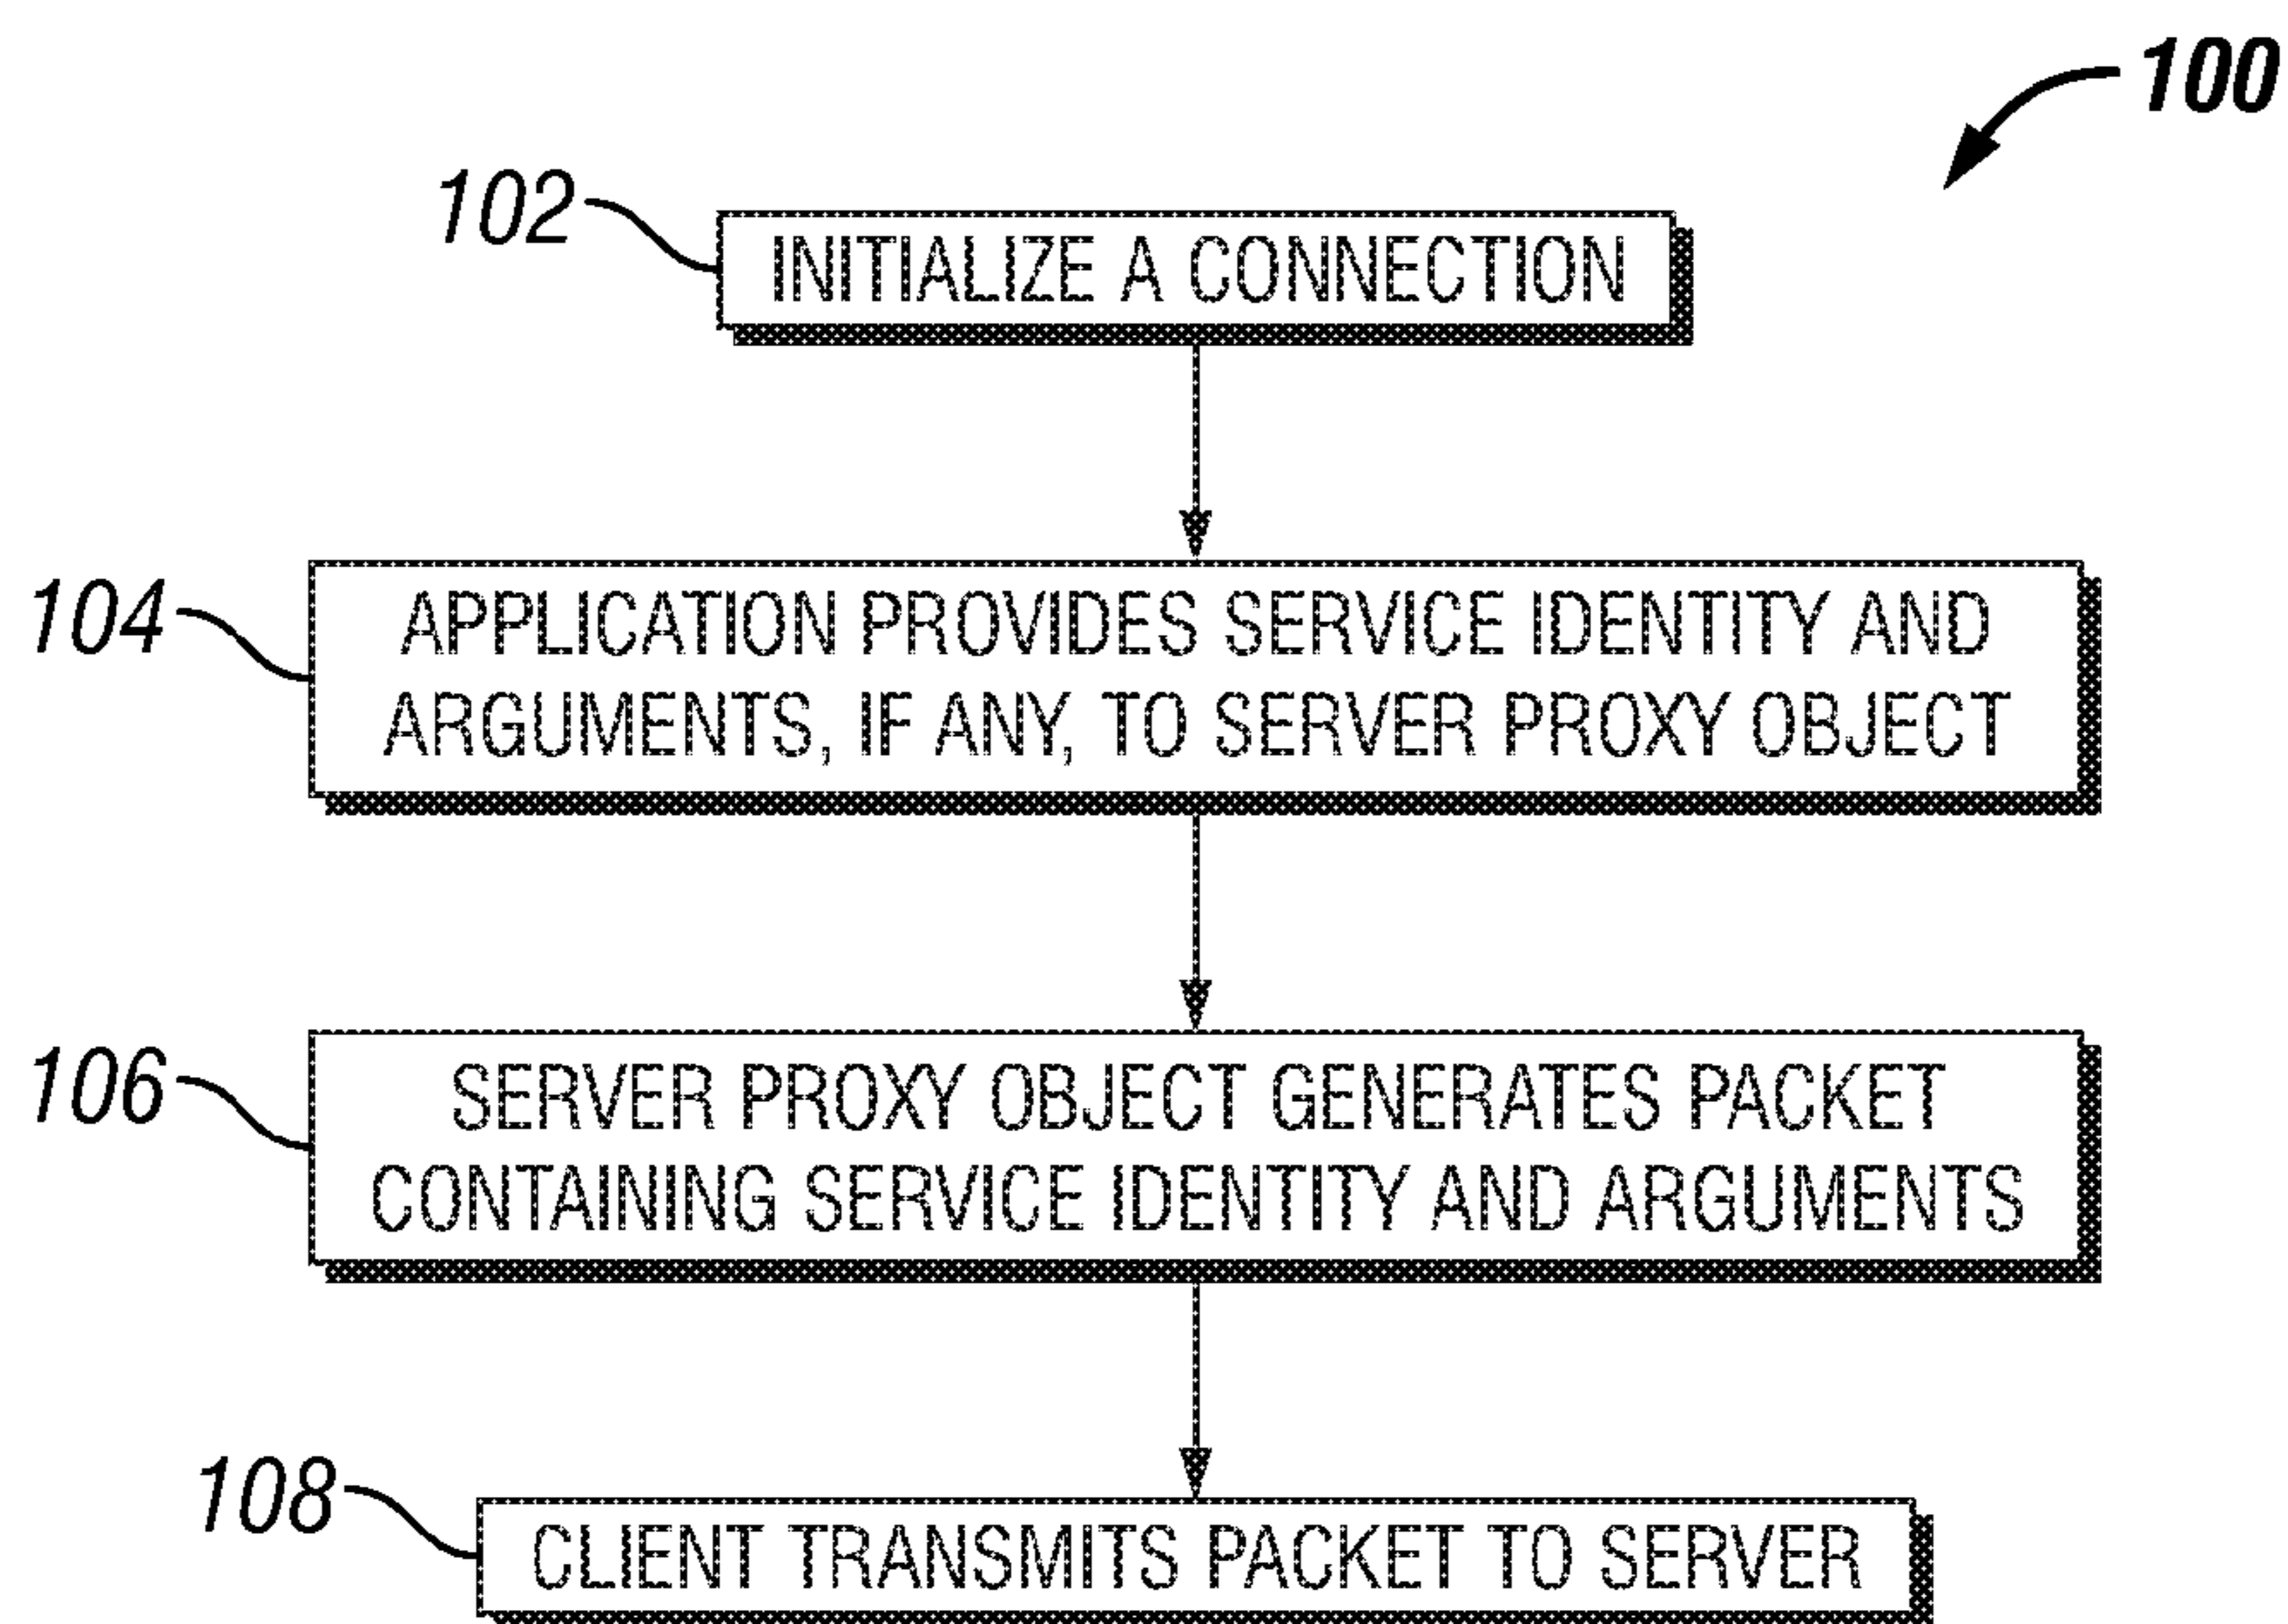 100
102
INITIALIZE A CONNECTION
104
APPLICATION PROVIDES SERVICE IDENTITY AND
ARGUMENTS, IF ANY, TO SERVER PROXY OBJECT
106
SERVER PROXY OBJECT GENERATES PACKET
CONTAINING SERVICE IDENTITY AND ARGUMENTS
108
CLIENT TRANSMITS PACKET TO SERVER